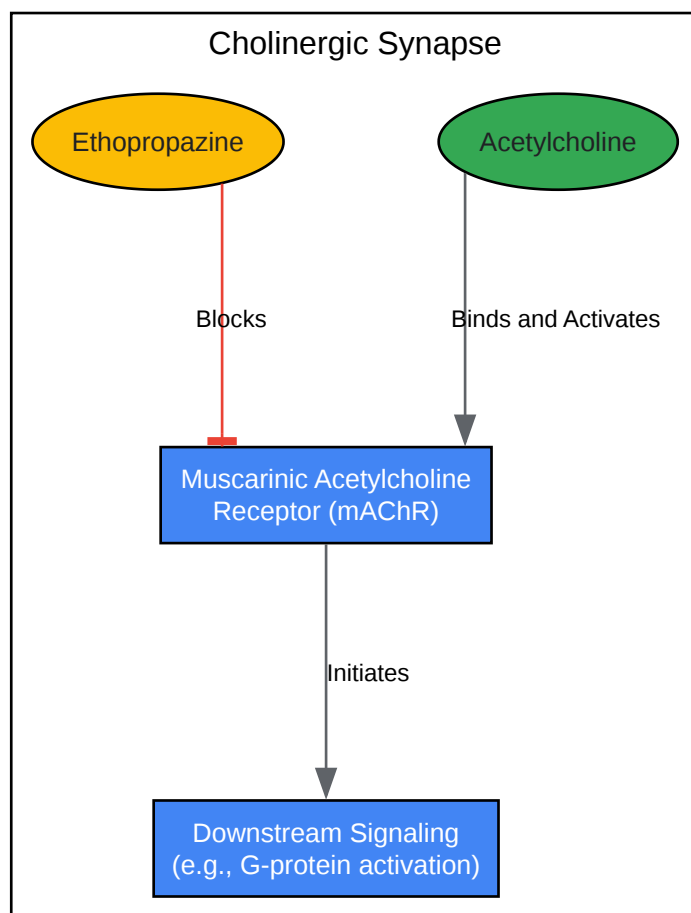 Cholinergic Synapse
Ethopropazine
Acetylcholine
Blocks
Binds and Activates
Muscarinic Acetylcholine
Receptor (mAChR)
Initiates
Downstream Signaling
(e.g., G-protein activation)